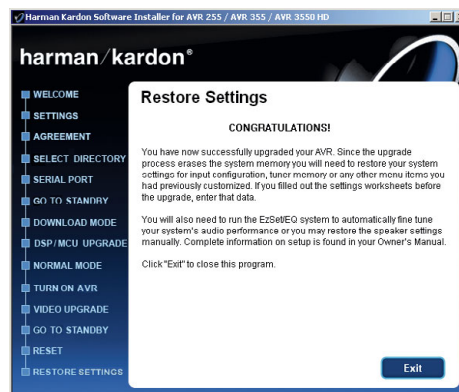 Harman Kardon Software Installer for AVR 255 / AVR 355 / AVR 3550 HD
harman/kardon®
WELCOME
SETTINGS
AGREEMENT
SELECT DIRECTORY
SERIAL PORT
GO TO STANDBY
DOWNLOAD MODE
DSP/MCU UPGRADE
NORMAL MODE
TURN ON AVR
VIDEO UPGRADE
GO TO STANDBY
RESET
RESTORE SETTINGS
Restore Settings
CONGRATULATIONS!
You have now successfully upgraded your AVR. Since the upgrade
process erases the system memory you will need to restore your system
settings for input configuration, tuner memory or any other menu items you
had previously customized. If you filled out the settings worksheets before
the upgrade, enter that data.
You will also need to run the EzSet/EQ system to automatically fine tune
your system's audio performance or you may restore the speaker settings
manually. Complete information on setup is found in your Owner's Manual.
Click "Exit" to close this program.
Exit